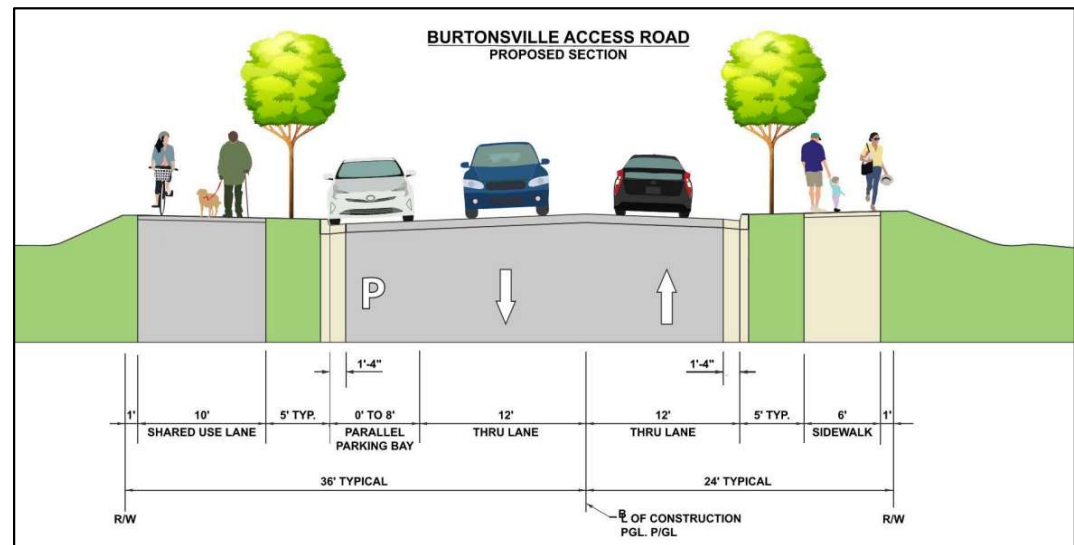 BURTONSVILLE ACCESS ROAD
PROPOSED SECTION
P
1'-4"
1'-4"
1'
10'
5' TYP.
0' TO 8'
12'
12'
5' TYP.
6'
1'
SHARED USE LANE
PARALLEL
PARKING BAY
THRU LANE
THRU LANE
SIDEWALK
36' TYPICAL
24' TYPICAL
R/W
BL OF CONSTRUCTION
PGL. P/GL
R/W